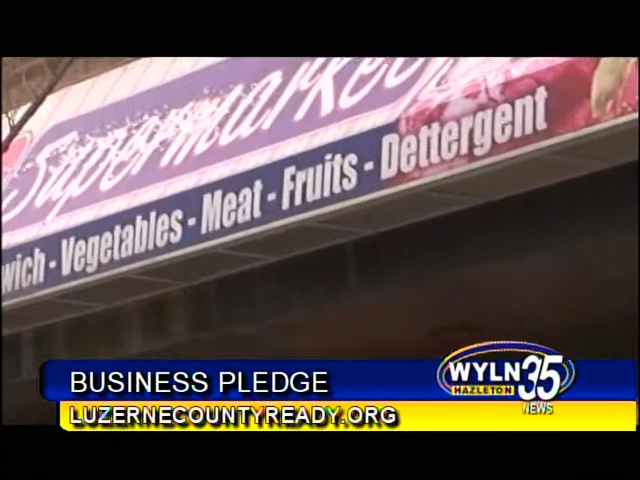 Supermarket
wich - Vegetables - Meat - Fruits - Dettergent
BUSINESS PLEDGE
LUZERNECOUNTYREADY.ORG
WYLN 35
HAZLETON
NEWS